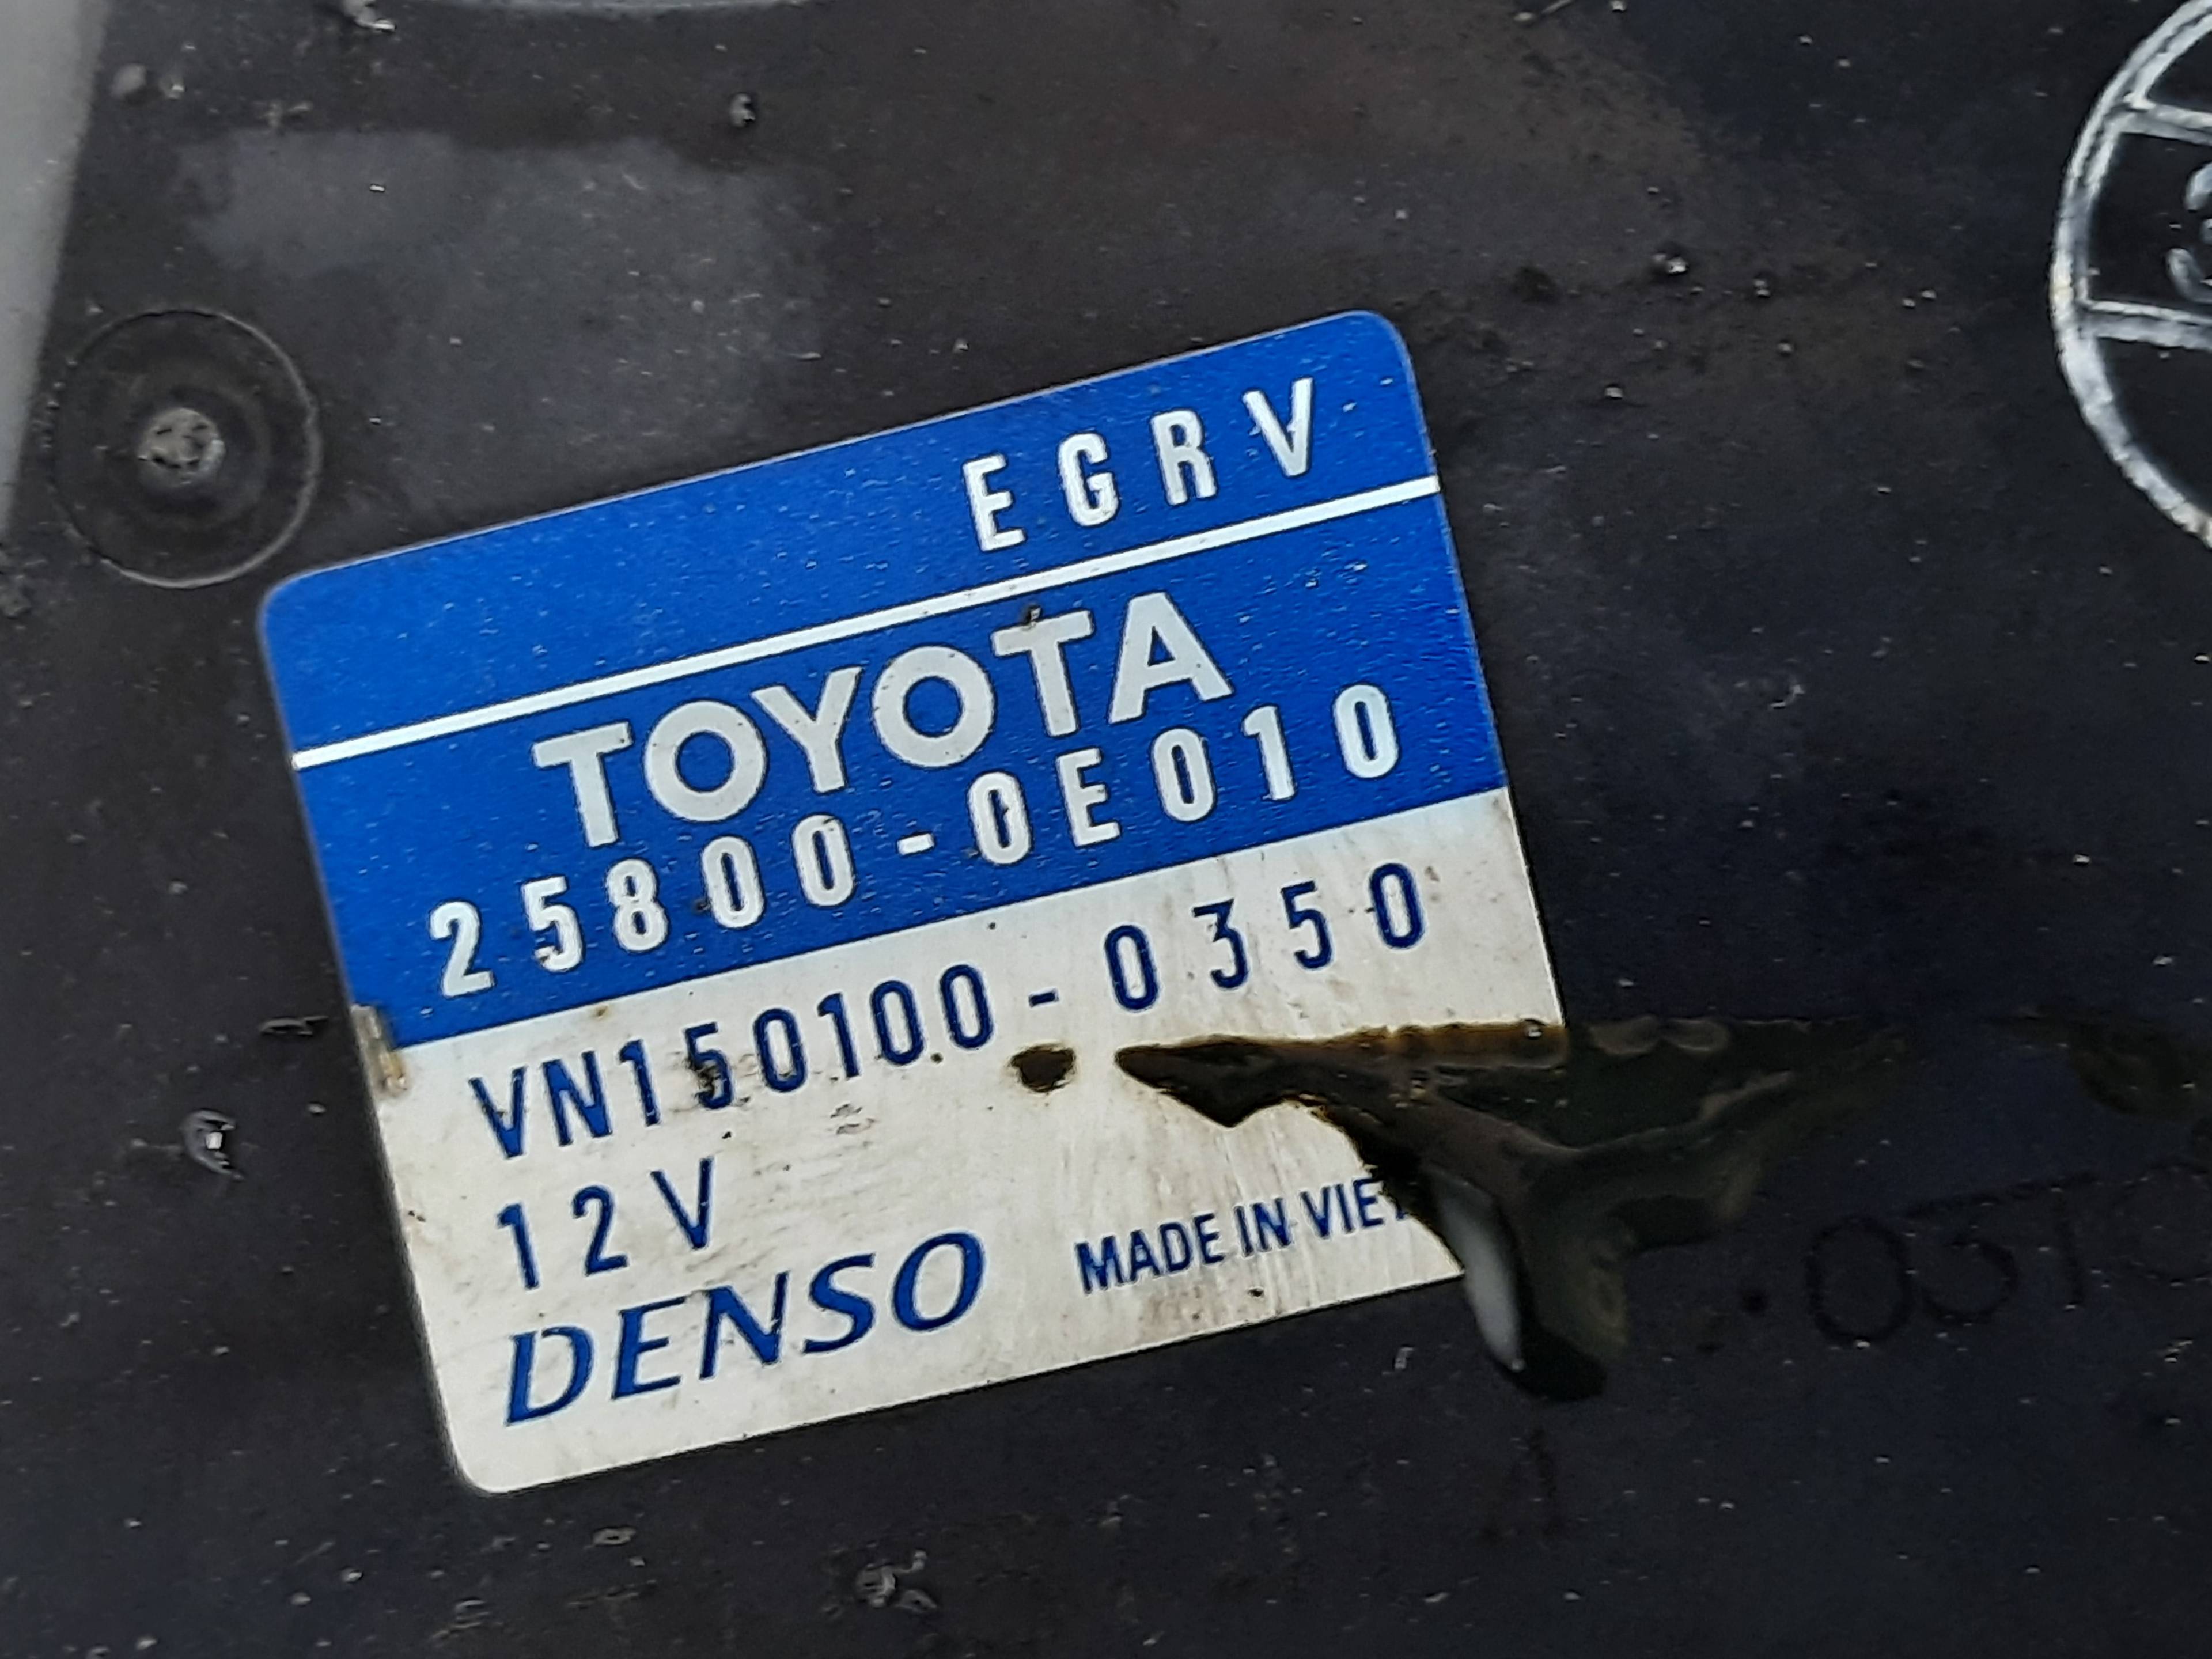 EGRV
TOYOTA
25800-0E010
VN150100-0350
12V
DENSO MADE IN VIE